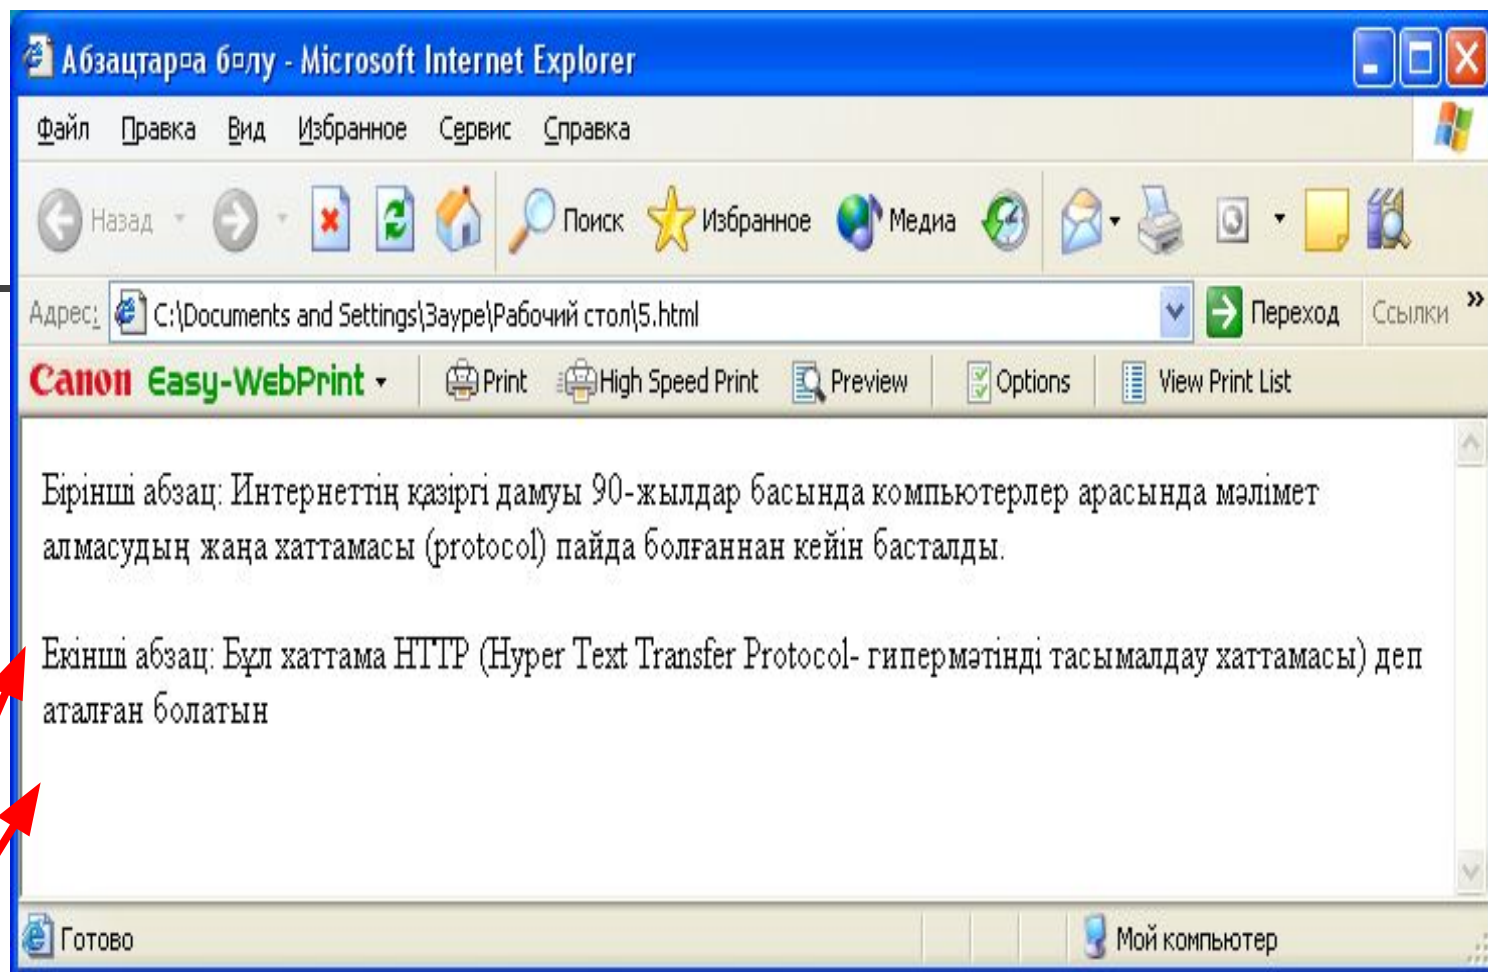 Абзацтар¤а б¤лу - Microsoft Internet Explorer
Файл Правка Вид Избранное Сервис Справка
Назад Поиск Избранное Медиа
Адрес: C:\Documents and Settings\Зауре\Рабочий стол\5.html Переход Ссылки »
Canon Easy-WebPrint Print High Speed Print Preview Options View Print List
Бірінші абзац: Интернеттің қазіргі дамуы 90-жылдар басында компьютерлер арасында мәлімет
алмасудың жаңа хаттамасы (protocol) пайда болғаннан кейін басталды.
Екінші абзац: Бұл хаттама HTTP (Hyper Text Transfer Protocol- гипермәтінді тасымалдау хаттамасы) деп
аталған болатын
Готово Мой компьютер